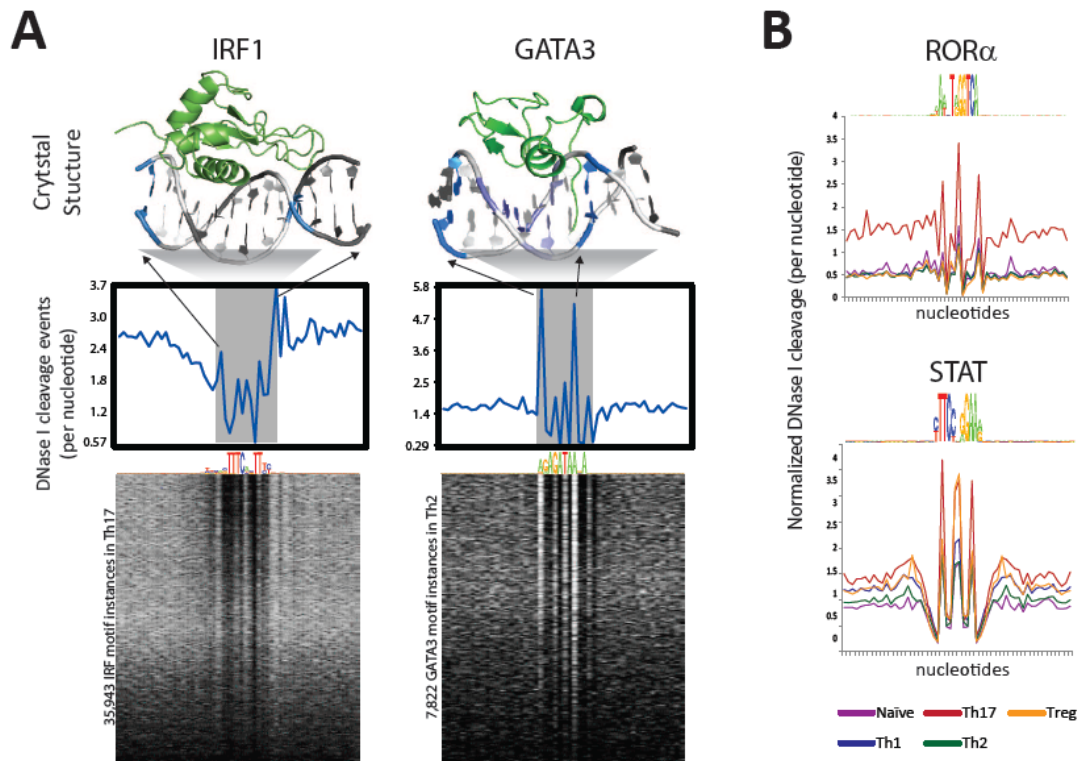 A
IRF1
GATA3
Crytstal
Stucture
DNase I cleavage events
(per nucleotide)
3.7
3.0
2.4
1.8
1.2
0.57
5.8
4.7
3.6
2.5
1.4
0.29
TTTC TTTC
AGAGATAA A
35,943 IRF motif instances in Th17
7,822 GATA3 motif instances in Th2
B
RORα
Normalized DNase I cleavage (per nucleotide)
4
3.5
3
2.5
2
1.5
1
0.5
0
nucleotides
STAT
4
3.5
3
2.5
2
1.5
1
0.5
0
nucleotides
Naïve
Th17
Treg
Th1
Th2